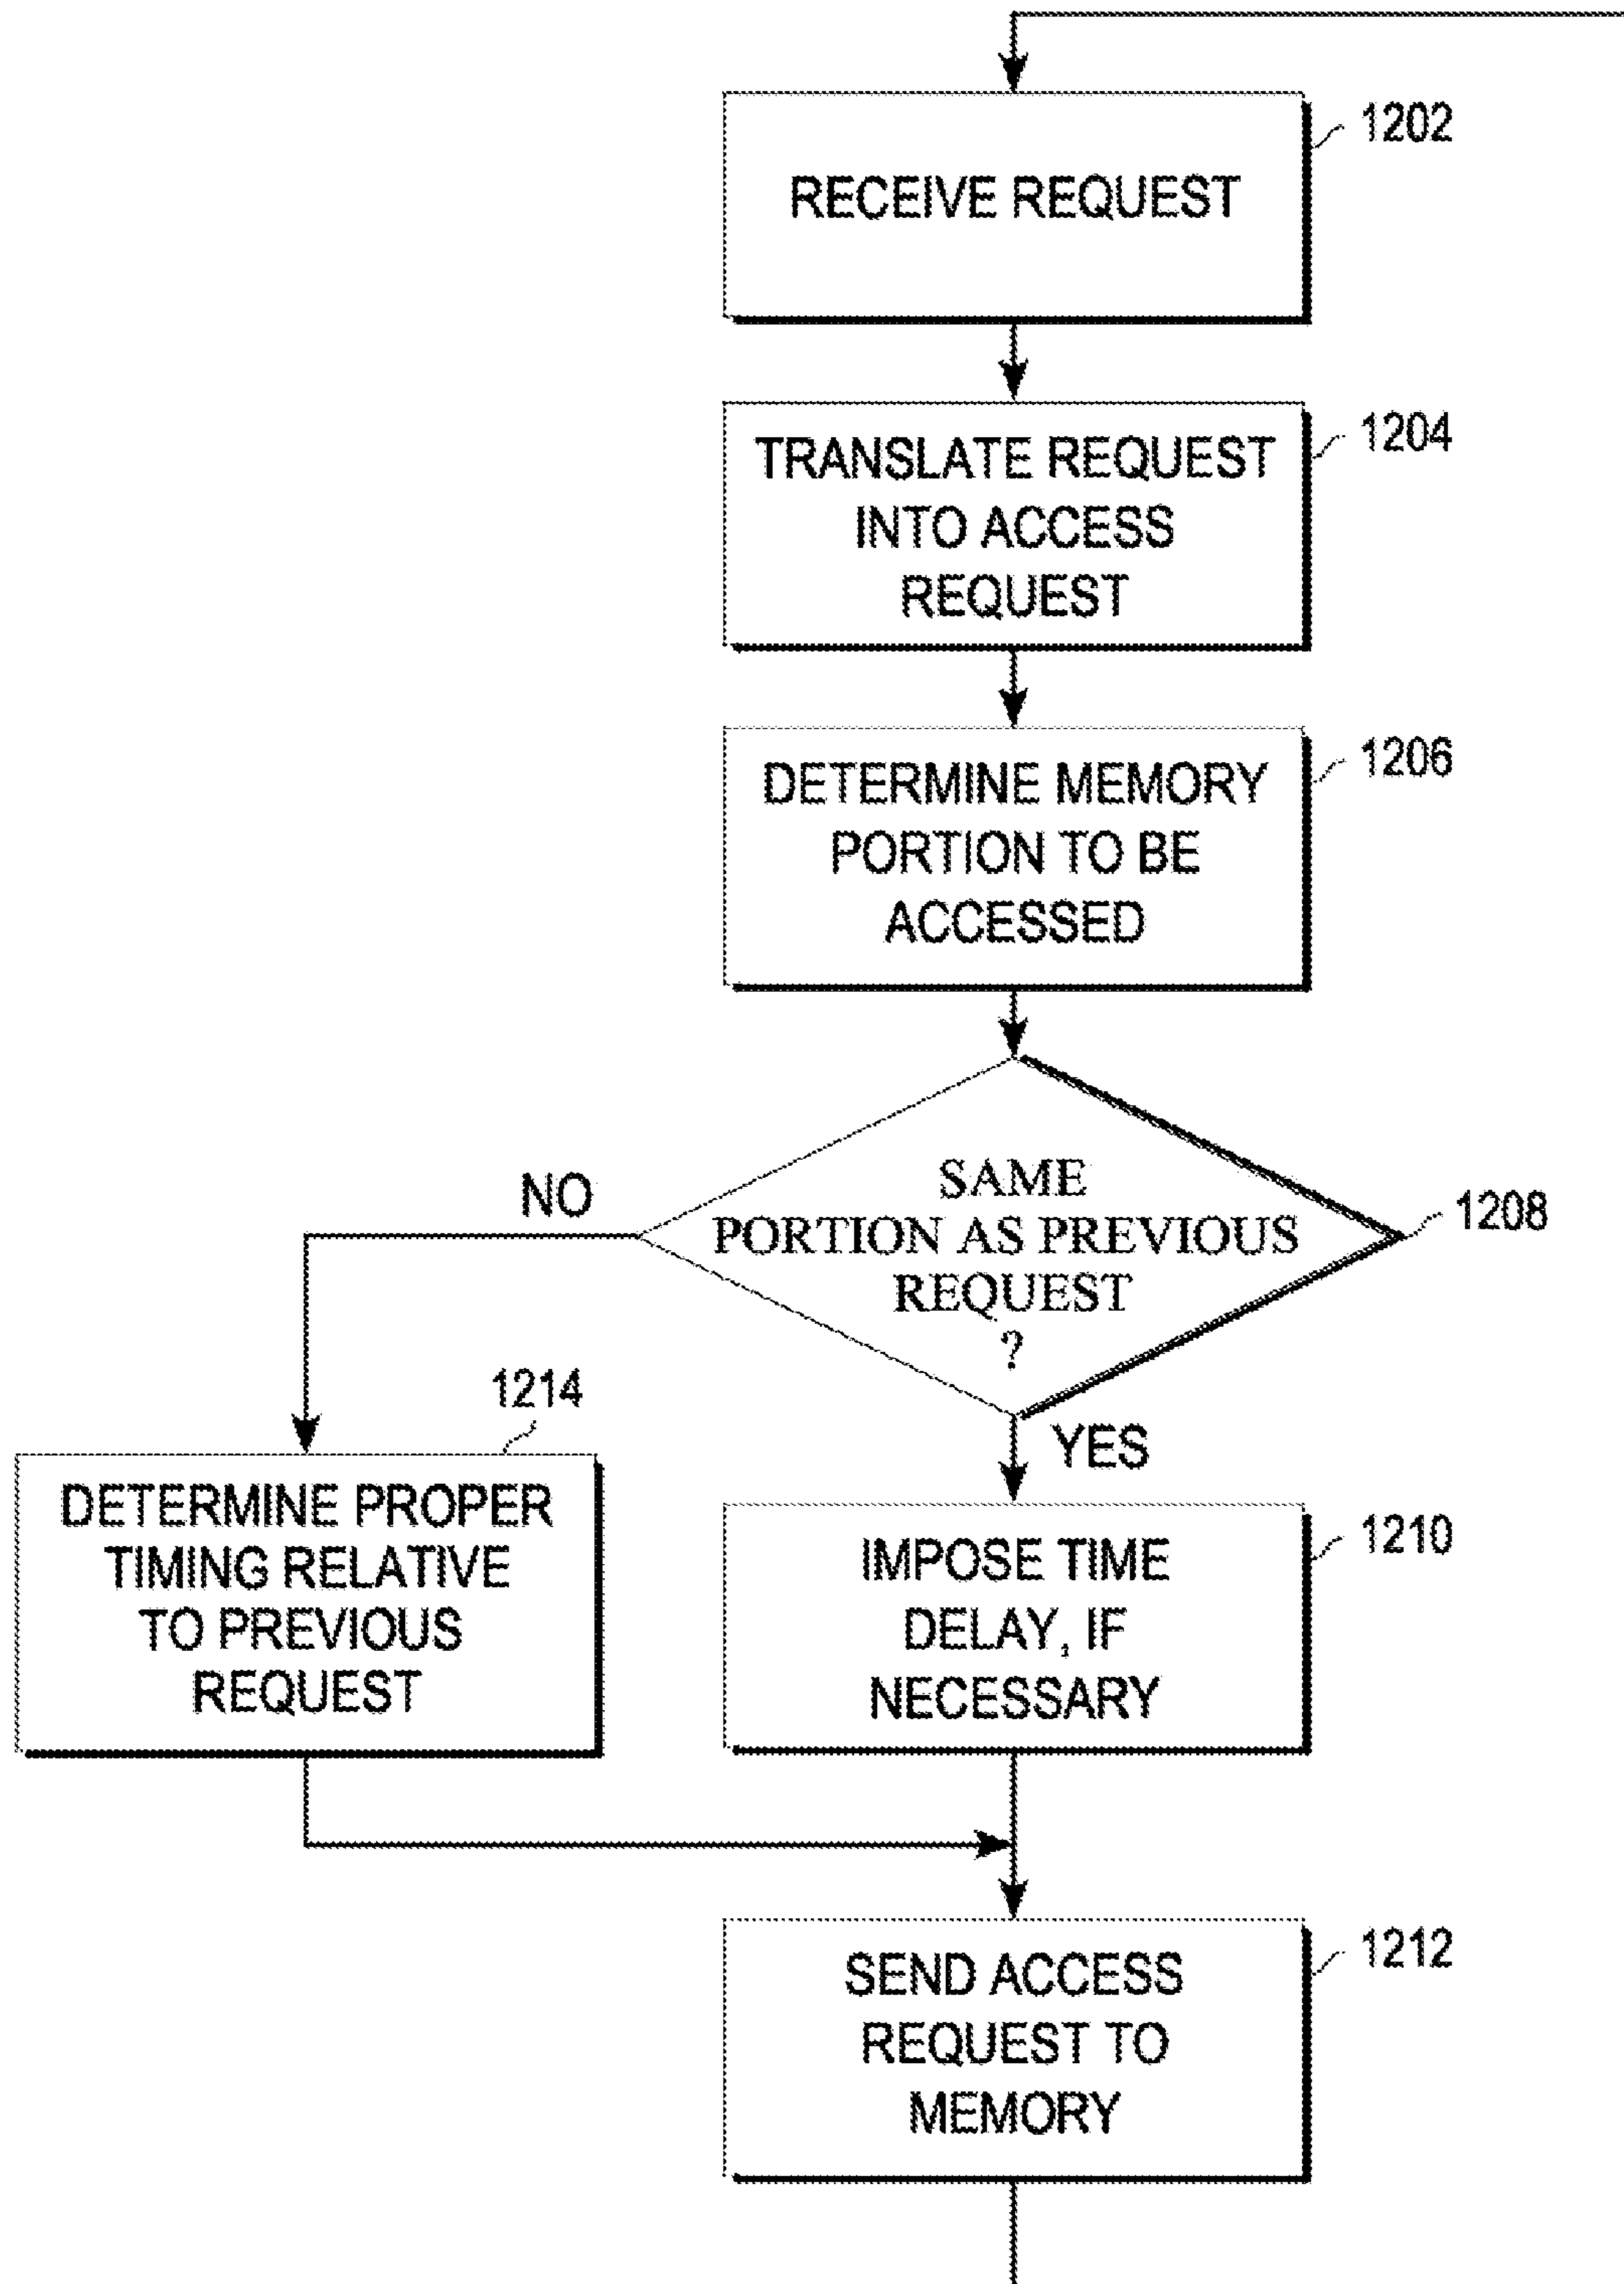 1202
RECEIVE REQUEST
1204
TRANSLATE REQUEST
INTO ACCESS
REQUEST
1206
DETERMINE MEMORY
PORTION TO BE
ACCESSED
NO
SAME
PORTION AS PREVIOUS
REQUEST
?
1208
1214
YES
DETERMINE PROPER
TIMING RELATIVE
TO PREVIOUS
REQUEST
1210
IMPOSE TIME
DELAY, IF
NECESSARY
1212
SEND ACCESS
REQUEST TO
MEMORY